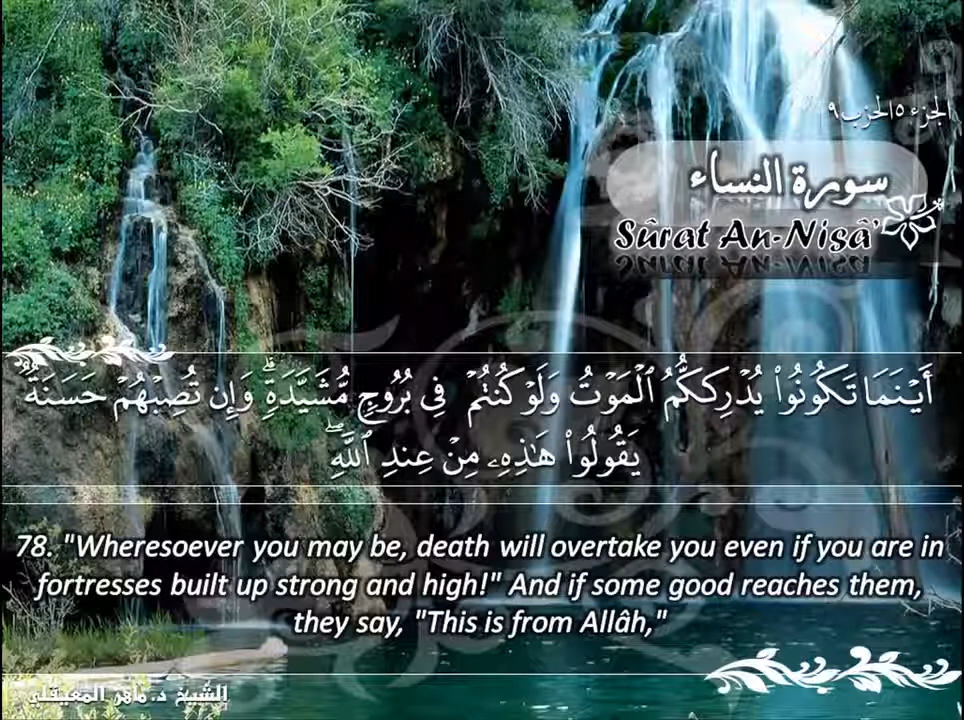 الجزء ٥ الحزب ٩
سورة النساء
Sûrat An-Nisâ'
أَيْنَمَا تَكُونُوا۟ يُدْرِككُّمُ ٱلْمَوْتُ وَلَوْ كُنتُمْ فِى بُرُوجٍ مُّشَيَّدَةٍ ۗ وَإِن تُصِبْهُمْ حَسَنَةٌ
يَقُولُوا۟ هَـٰذِهِۦ مِنْ عِندِ ٱللَّهِ ۖ
78. "Wheresoever you may be, death will overtake you even if you are in
fortresses built up strong and high!" And if some good reaches them,
they say, "This is from Allâh,"
الشيخ د. ماهر المعيقلي